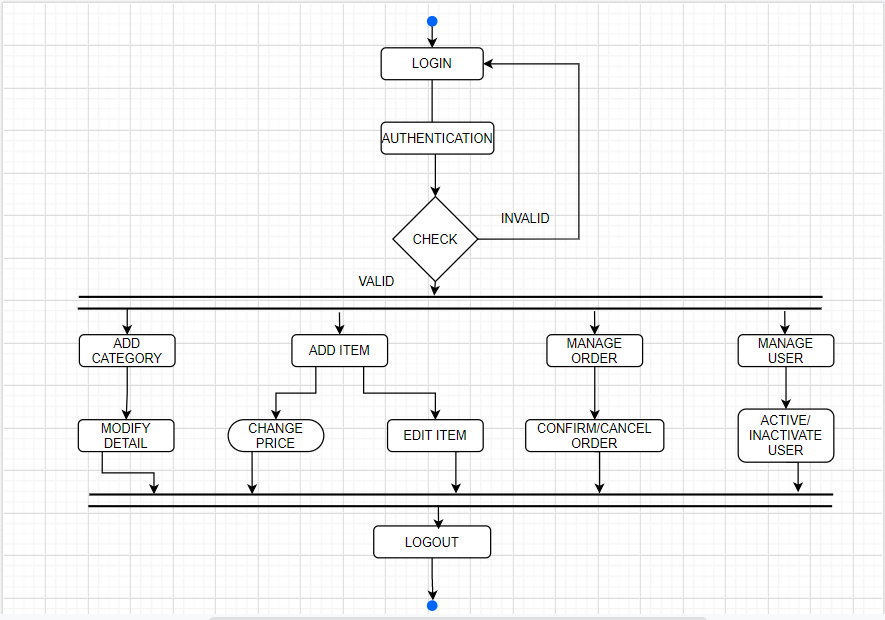 LOGIN
AUTHENTICATION
INVALID
CHECK
VALID
ADD
CATEGORY
ADD ITEM
MANAGE
ORDER
MANAGE
USER
MODIFY
DETAIL
CHANGE
PRICE
EDIT ITEM
CONFIRM/CANCEL
ORDER
ACTIVE/
INACTIVATE
USER
LOGOUT